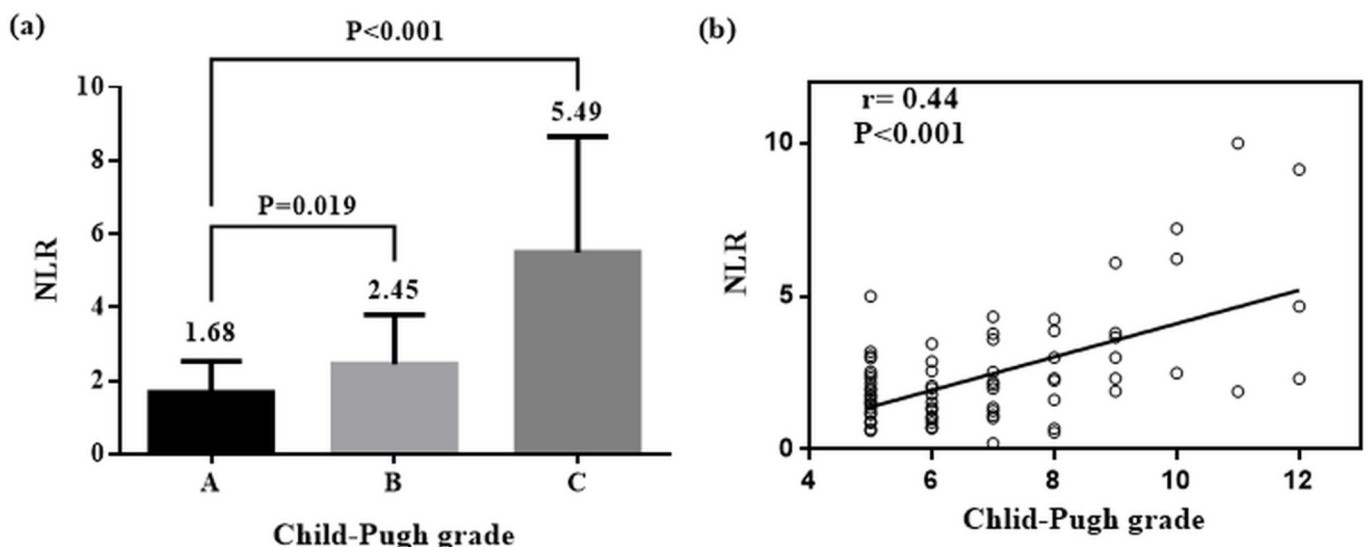 (a)
P<0.001
10
5.49
8
P=0.019
6
2.45
4
1.68
2
0
NLR
A B C
Child-Pugh grade
(b)
r= 0.44
P<0.001
10
5
0
NLR
4 6 8 10 12
Chlid-Pugh grade